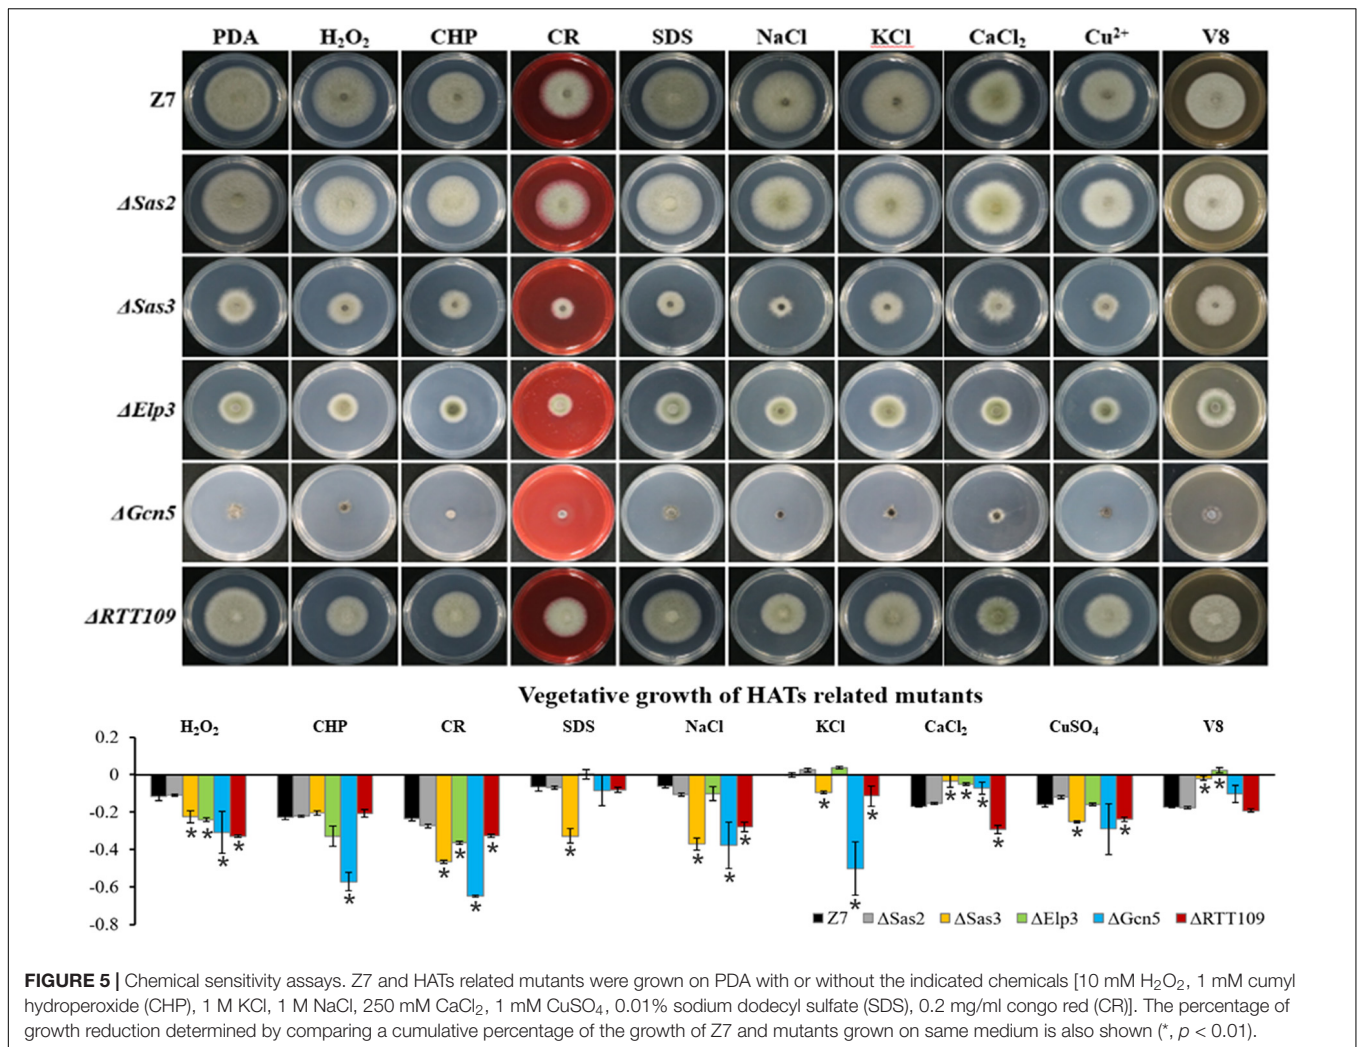 PDA H₂O₂ CHP CR SDS NaCl KCl CaCl₂ Cu²⁺ V8
Z7
ΔSas2
ΔSas3
ΔElp3
ΔGcn5
ΔRTT109
Vegetative growth of HATs related mutants
H₂O₂ CHP CR SDS NaCl KCl CaCl₂ CuSO₄ V8
0.2
0
-0.2
-0.4
-0.6
-0.8
* * * * * * * * * * * * * * * * * * * * * * * *
Z7 ΔSas2 ΔSas3 ΔElp3 ΔGcn5 ΔRTT109
FIGURE 5 | Chemical sensitivity assays. Z7 and HATs related mutants were grown on PDA with or without the indicated chemicals [10 mM H₂O₂, 1 mM cumyl
hydroperoxide (CHP), 1 M KCl, 1 M NaCl, 250 mM CaCl₂, 1 mM CuSO₄, 0.01% sodium dodecyl sulfate (SDS), 0.2 mg/ml congo red (CR)]. The percentage of
growth reduction determined by comparing a cumulative percentage of the growth of Z7 and mutants grown on same medium is also shown (*, p < 0.01).